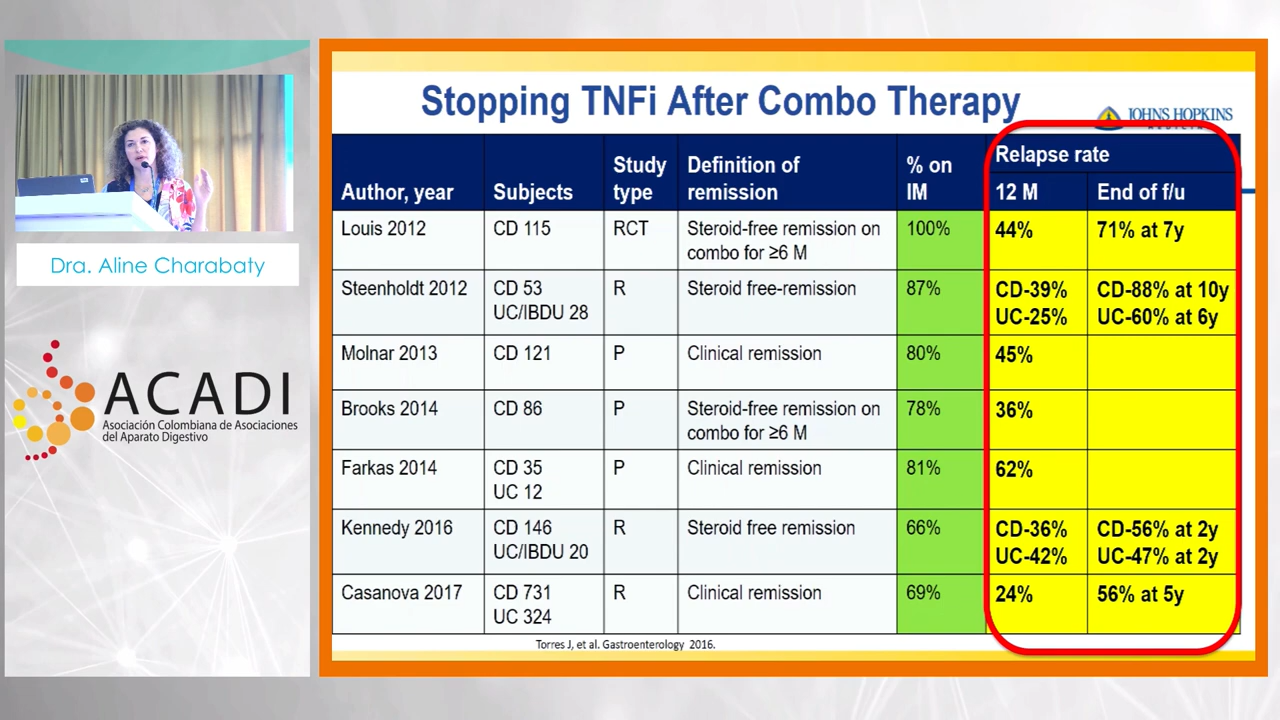 Stopping TNFi After Combo Therapy
JOHNS HOPKINS
MEDICINE
Author, year
Subjects
Study
type
Definition of
remission
% on
IM
Relapse rate
12 M
End of f/u
Louis 2012
CD 115
RCT
Steroid-free remission on
combo for ≥6 M
100%
44%
71% at 7y
Steenholdt 2012
CD 53
UC/IBDU 28
R
Steroid free-remission
87%
CD-39%
UC-25%
CD-88% at 10y
UC-60% at 6y
Molnar 2013
CD 121
P
Clinical remission
80%
45%
Brooks 2014
CD 86
P
Steroid-free remission on
combo for ≥6 M
78%
36%
Farkas 2014
CD 35
UC 12
P
Clinical remission
81%
62%
Kennedy 2016
CD 146
UC/IBDU 20
R
Steroid free remission
66%
CD-36%
UC-42%
CD-56% at 2y
UC-47% at 2y
Casanova 2017
CD 731
UC 324
R
Clinical remission
69%
24%
56% at 5y
Torres J, et al. Gastroenterology 2016.
Dra. Aline Charabaty
ACADI
Asociación Colombiana de Asociaciones
del Aparato Digestivo